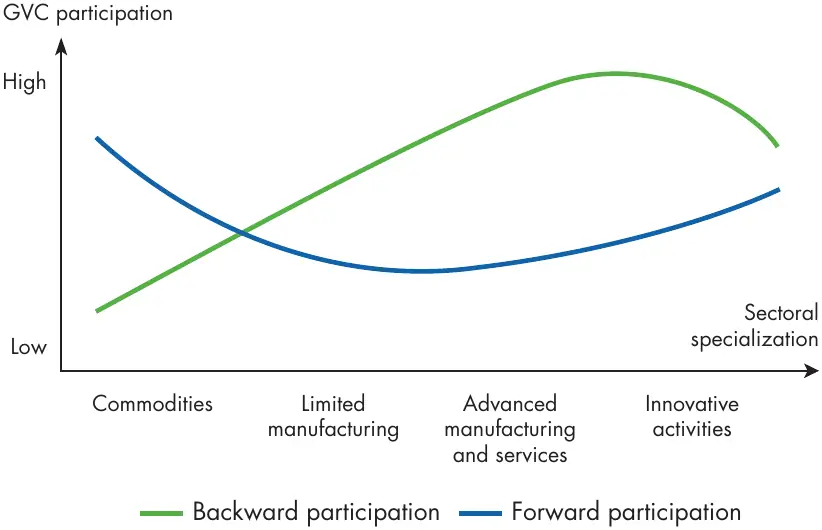 GVC participation
High
Low
Sectoral
specialization
Commodities
Limited
manufacturing
Advanced
manufacturing
and services
Innovative
activities
Backward participation
Forward participation